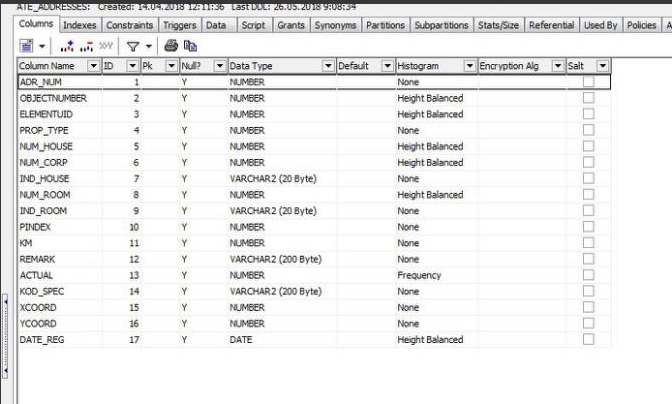 ATE_ADDRESSES: Created: 14.04.2018 12:11:36 Last DDL: 26.05.2018 9:08:34
Columns Indexes Constraints Triggers Data Script Grants Synonyms Partitions Subpartitions Stats/Size Referential Used By Policies
Column Name ID Pk Null? Data Type Default Histogram Encryption Alg Salt
ADR_NUM 1 Y NUMBER None
OBJECTNUMBER 2 Y NUMBER Height Balanced
ELEMENTUID 3 Y NUMBER Height Balanced
PROP_TYPE 4 Y NUMBER None
NUM_HOUSE 5 Y NUMBER Height Balanced
NUM_CORP 6 Y NUMBER Height Balanced
IND_HOUSE 7 Y VARCHAR2 (20 Byte) None
NUM_ROOM 8 Y NUMBER Height Balanced
IND_ROOM 9 Y VARCHAR2 (20 Byte) None
PINDEX 10 Y NUMBER None
KM 11 Y NUMBER None
REMARK 12 Y VARCHAR2 (200 Byte) None
ACTUAL 13 Y NUMBER Frequency
KOD_SPEC 14 Y VARCHAR2 (200 Byte) None
XCOORD 15 Y NUMBER None
YCOORD 16 Y NUMBER None
DATE_REG 17 Y DATE Height Balanced